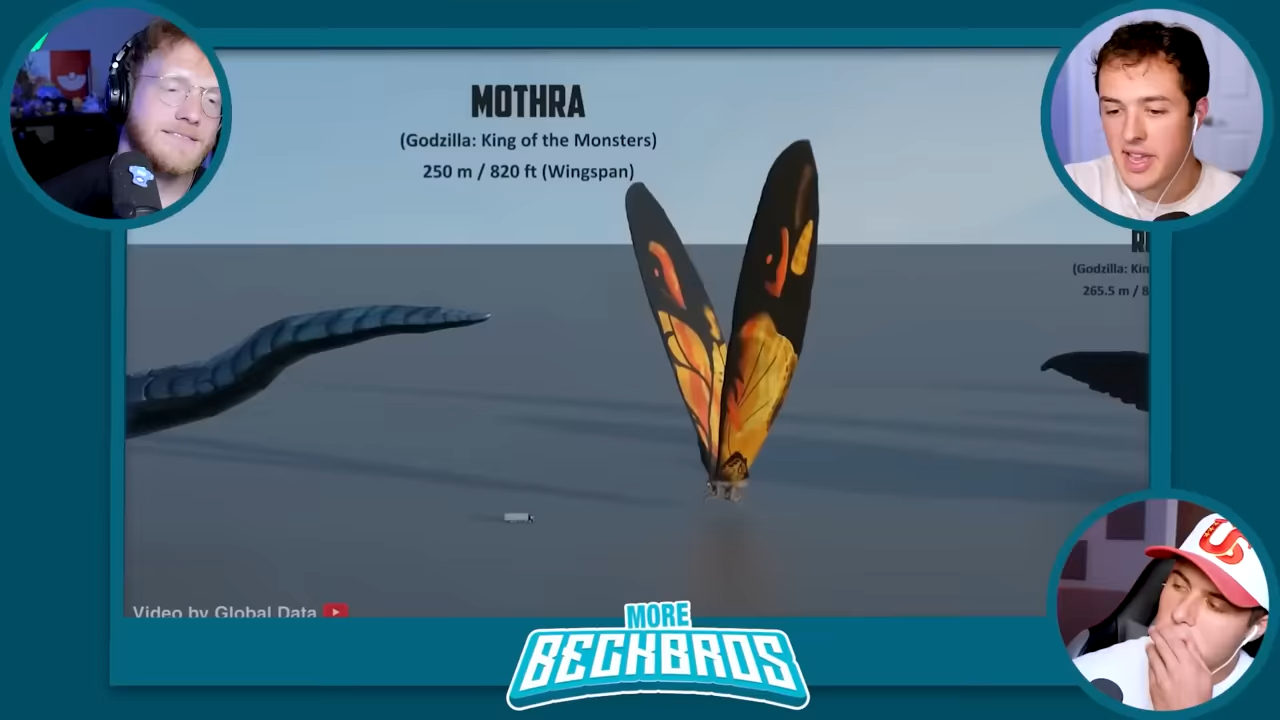 MOTHRA
(Godzilla: King of the Monsters)
250 m / 820 ft (Wingspan)
(Godzilla: Kin
265.5 m / 8
Video by Global Data
MORE
BECKBROS